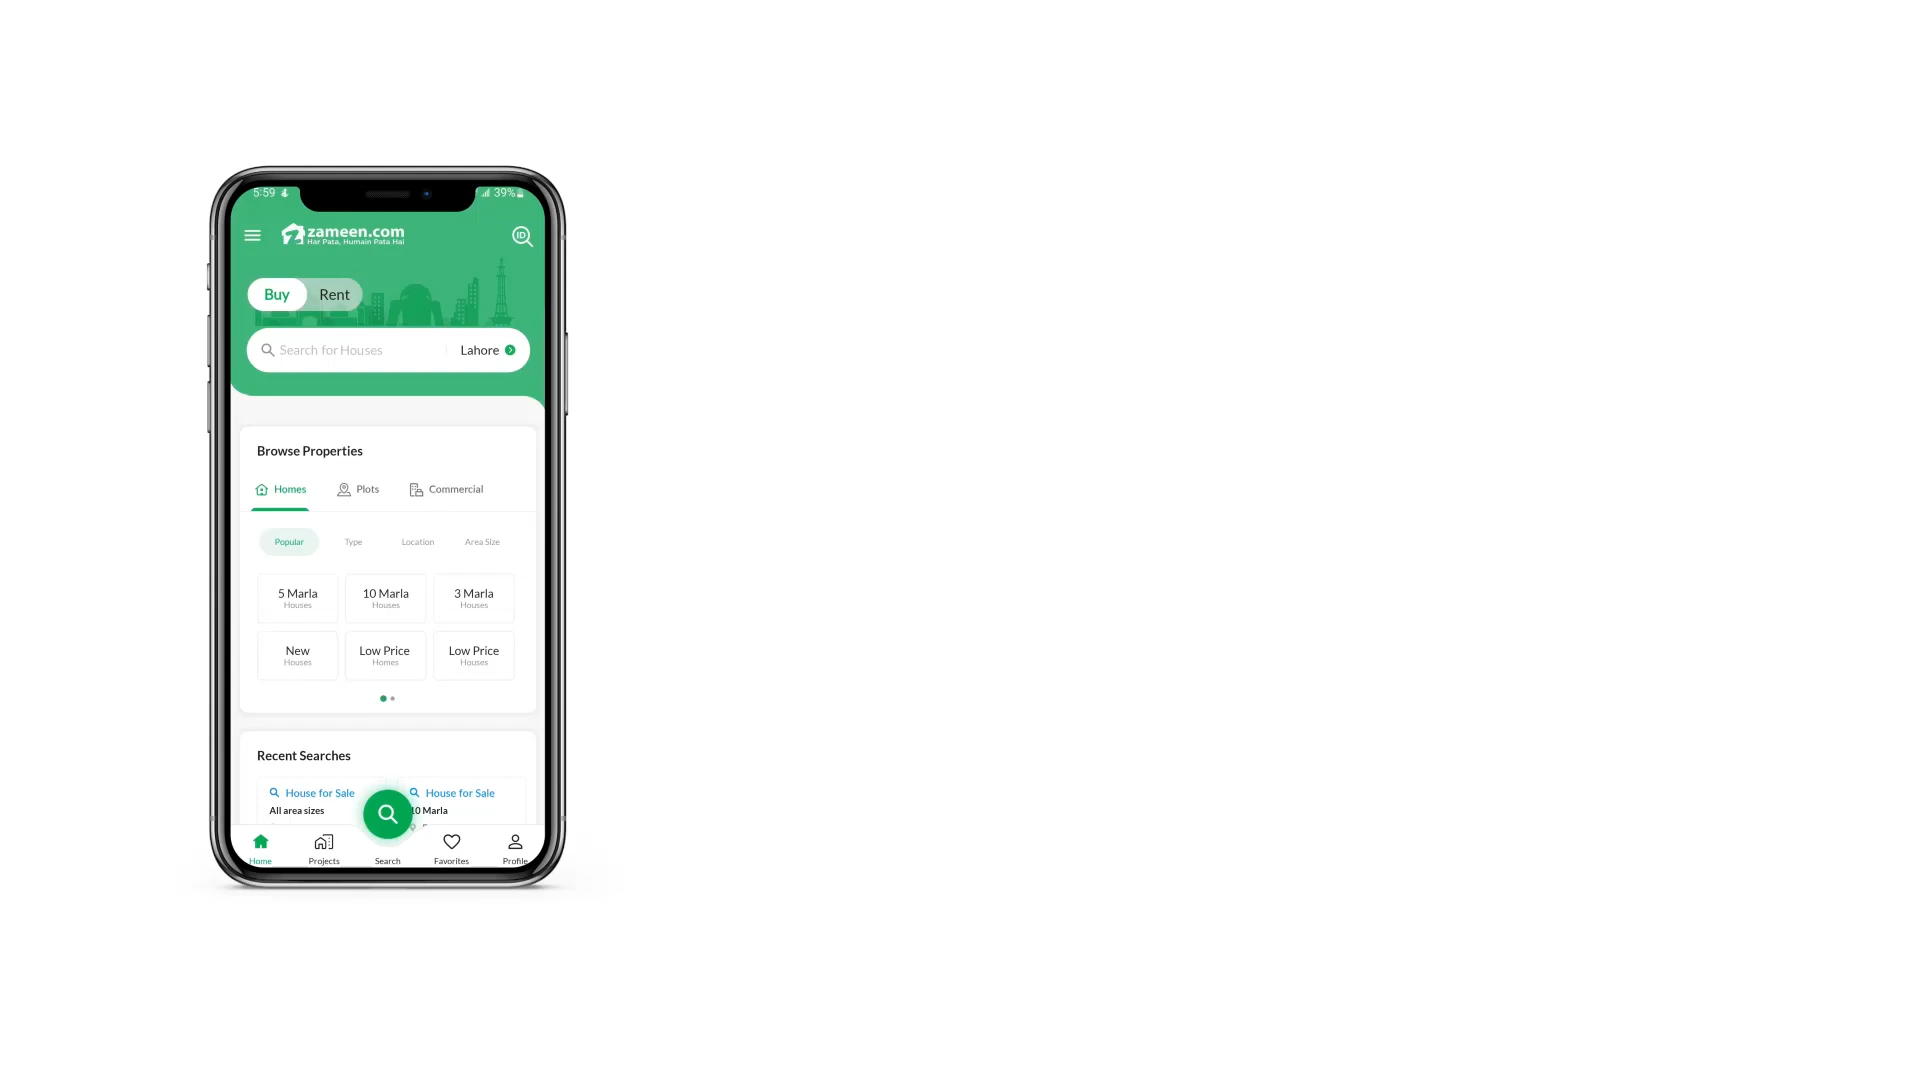 5:59
39%
zameen.com
Har Pata, Humain Pata Hai
ID
Buy Rent
Search for Houses Lahore
Browse Properties
Homes Plots Commercial
Popular Type Location Area Size
5 Marla 10 Marla 3 Marla
Houses Houses Houses
New Low Price Low Price
Houses Homes Houses
Recent Searches
House for Sale House for Sale
All area sizes 10 Marla
Home Projects Search Favorites Profile